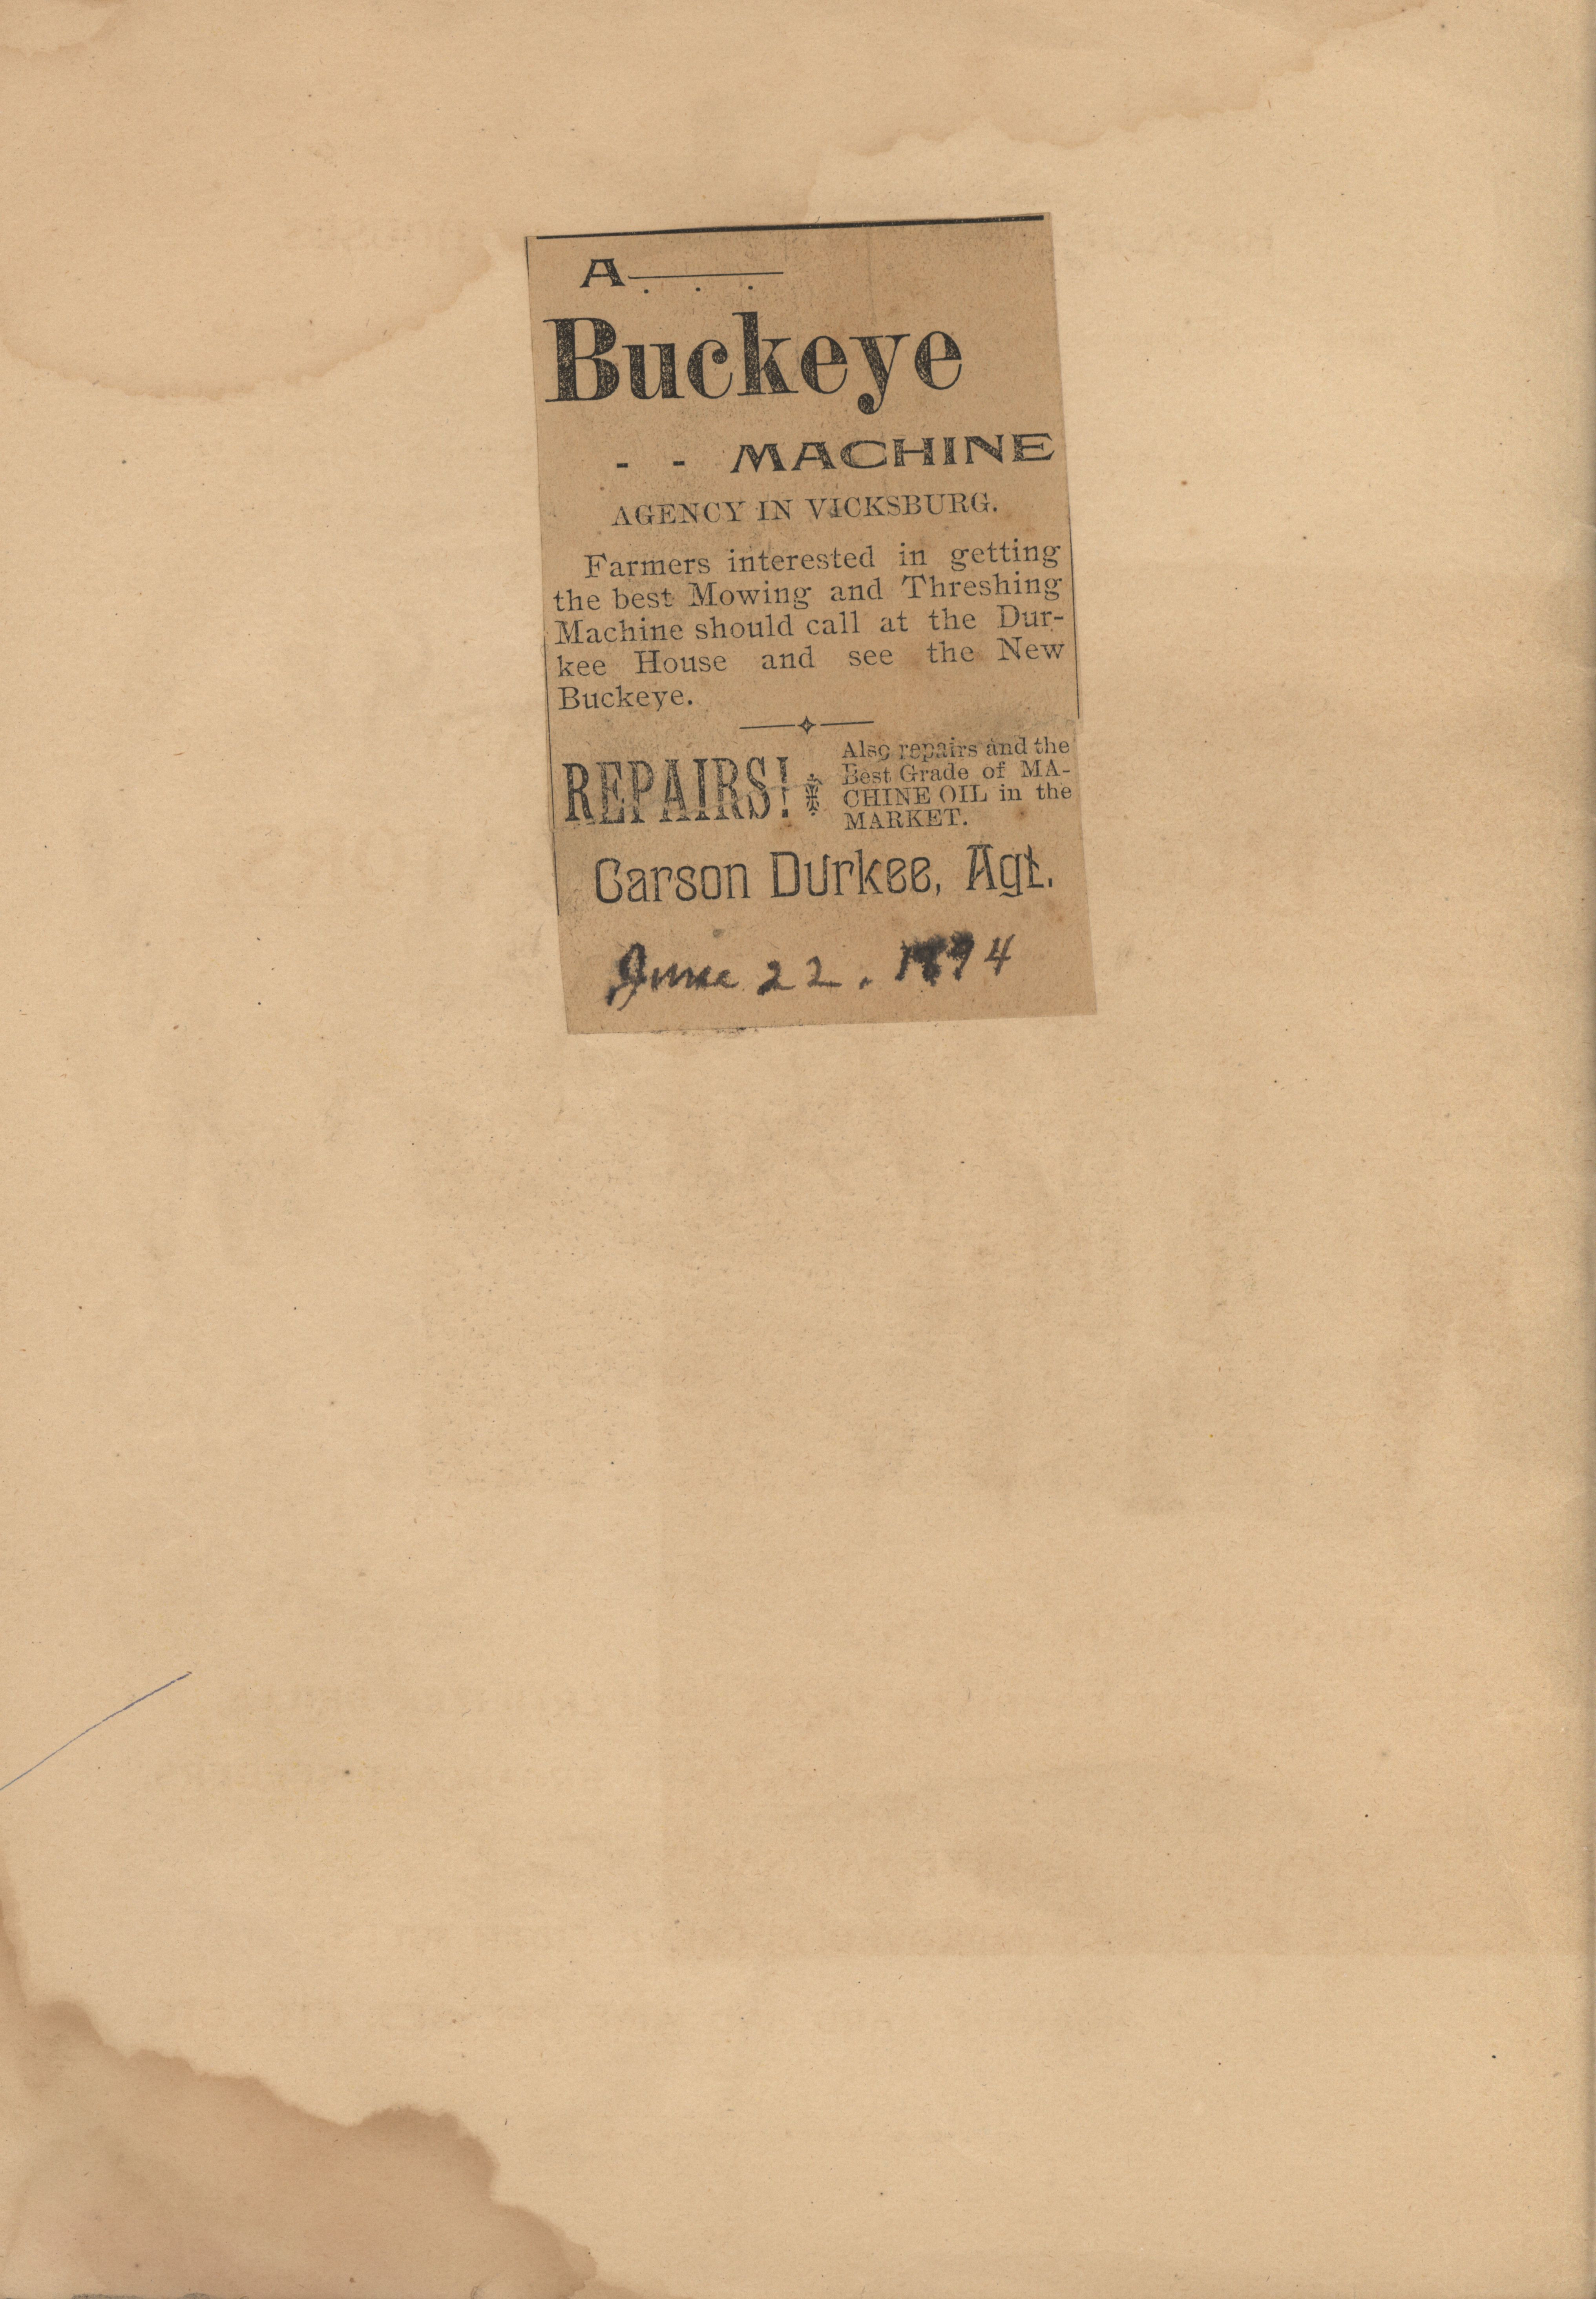 A
Buckeye
- - MACHINE
AGENCY IN VICKSBURG.
Farmers interested in getting
the best Mowing and Threshing
Machine should call at the Dur-
kee House and see the New
Buckeye.
REPAIRS!
Also repairs and the
Best Grade of MA-
CHINE OIL in the
MARKET.
Carson Durkee, Agt.
June 22. 1894